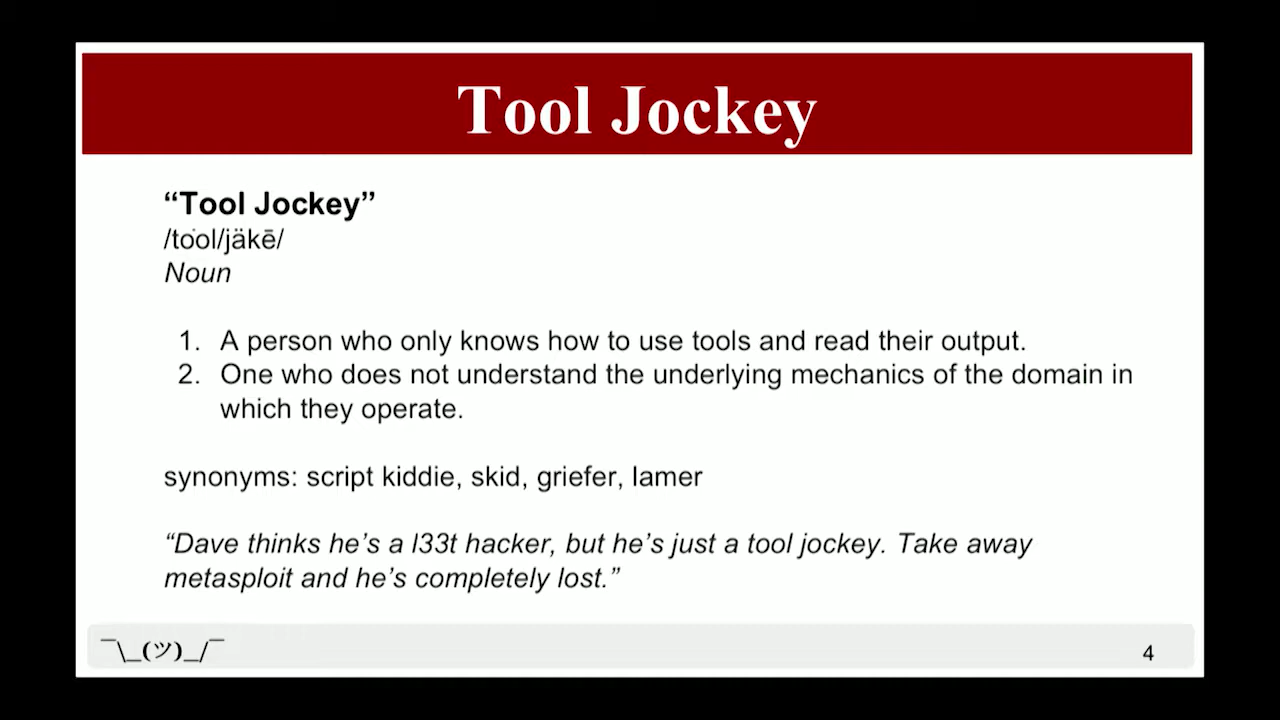 Tool Jockey
“Tool Jockey”
/to͝ol/jäkē/
Noun
1. A person who only knows how to use tools and read their output.
2. One who does not understand the underlying mechanics of the domain in
which they operate.
synonyms: script kiddie, skid, griefer, lamer
“Dave thinks he’s a l33t hacker, but he’s just a tool jockey. Take away
metasploit and he’s completely lost.”
¯\_(ツ)_/¯
4